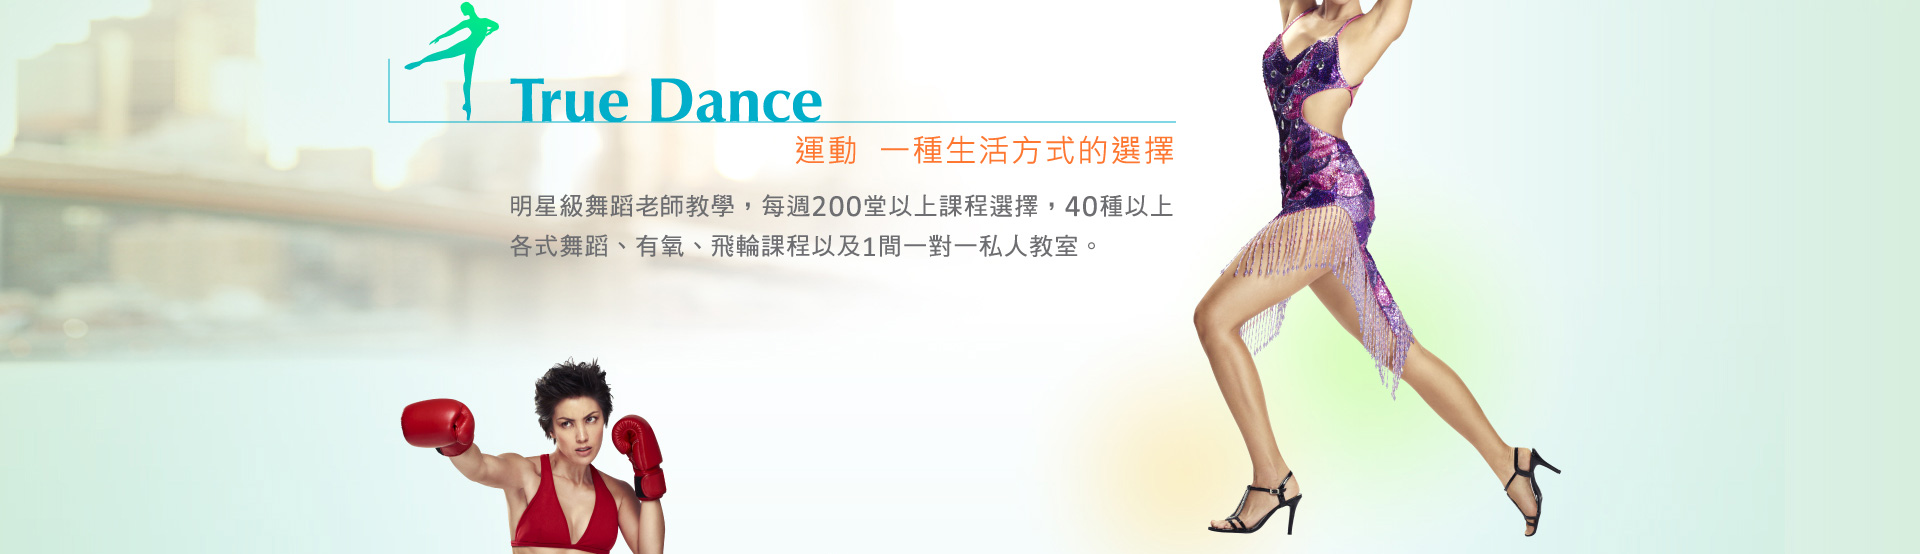 True Dance
運動 一種生活方式的選擇
明星級舞蹈老師教學，每週200堂以上課程選擇，40種以上
各式舞蹈、有氧、飛輪課程以及1間一對一私人教室。